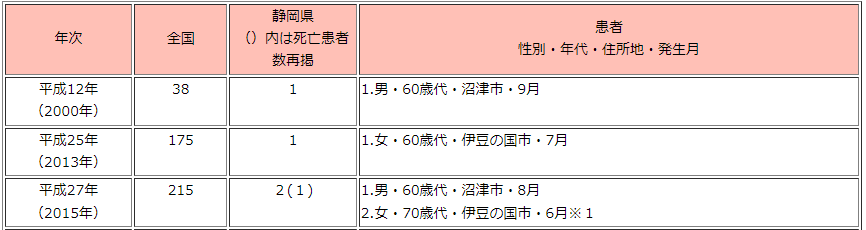 年次
全国
静岡県
（）内は死亡患者
数再掲
患者
性別・年代・住所地・発生月
平成12年
（2000年）
38
1
1.男・60歳代・沼津市・9月
平成25年
（2013年）
175
1
1.女・60歳代・伊豆の国市・7月
平成27年
（2015年）
215
２(１)
1.男・60歳代・沼津市・8月
2.女・70歳代・伊豆の国市・6月※１